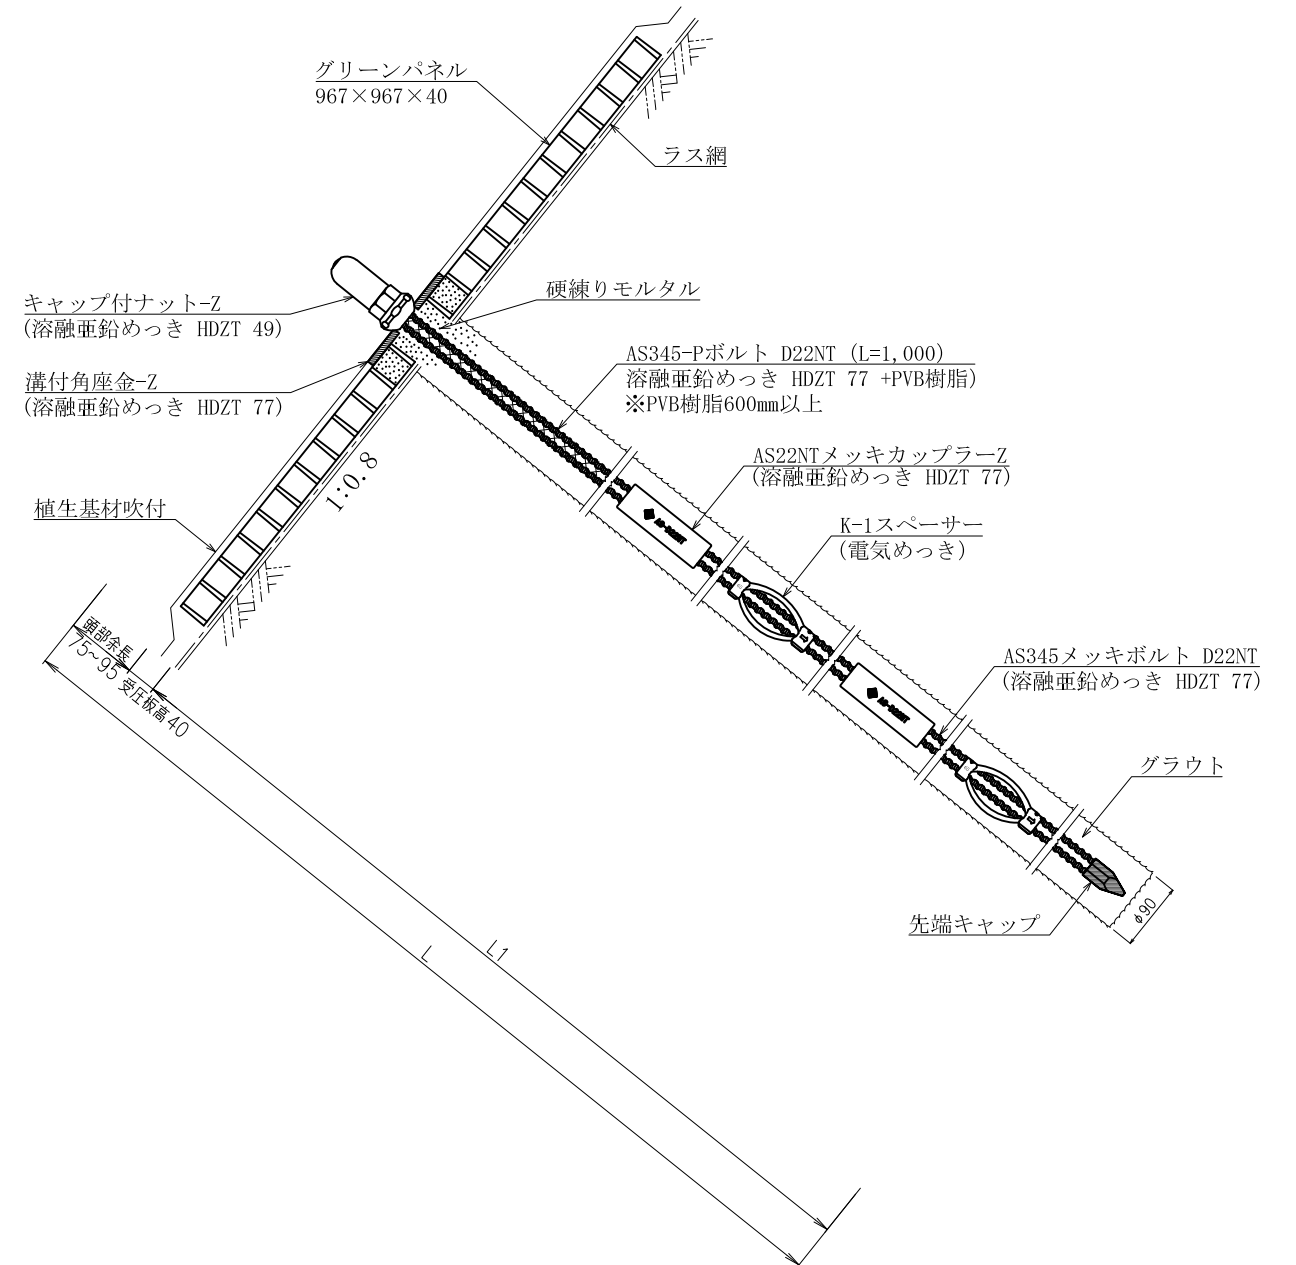 グリーンパネル
967×967×40
ラス網
硬練りモルタル
キャップ付ナット-Z
(溶融亜鉛めっき HDZT 49)
溝付角座金-Z
(溶融亜鉛めっき HDZT 77)
AS345-Pボルト D22NT (L=1,000)
溶融亜鉛めっき HDZT 77 +PVB樹脂)
※PVB樹脂600mm以上
AS22NTメッキカップラーZ
(溶融亜鉛めっき HDZT 77)
1:0.8
植生基材吹付
K-1スペーサー
(電気めっき)
頭部余長
75~95
受圧板高40
AS345メッキボルト D22NT
(溶融亜鉛めっき HDZT 77)
グラウト
先端キャップ
φ90
L1
L